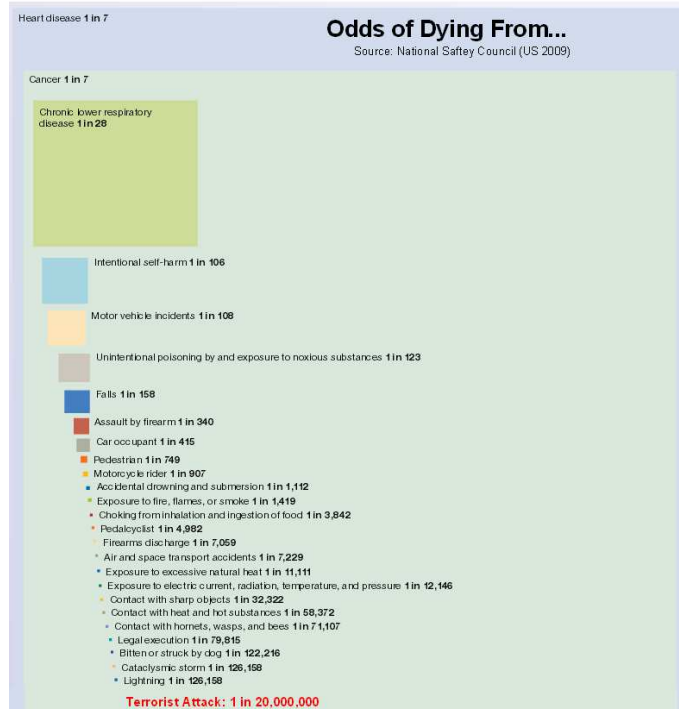 Heart disease 1 in 7
Odds of Dying From...
Source: National Saftey Council (US 2009)
Cancer 1 in 7
Chronic lower respiratory
disease 1 in 28
Intentional self-harm 1 in 106
Motor vehicle incidents 1 in 108
Unintentional poisoning by and exposure to noxious substances 1 in 123
Falls 1 in 158
Assault by firearm 1 in 340
Car occupant 1 in 415
Pedestrian 1 in 749
Motorcycle rider 1 in 907
Accidental drowning and submersion 1 in 1,112
Exposure to fire, flames, or smoke 1 in 1,419
Choking from inhalation and ingestion of food 1 in 3,842
Pedalcyclist 1 in 4,982
Firearms discharge 1 in 7,059
Air and space transport accidents 1 in 7,229
Exposure to excessive natural heat 1 in 11,111
Exposure to electric current, radiation, temperature, and pressure 1 in 12,146
Contact with sharp objects 1 in 32,322
Contact with heat and hot substances 1 in 58,372
Contact with hornets, wasps, and bees 1 in 71,107
Legal execution 1 in 79,815
Bitten or struck by dog 1 in 122,216
Cataclysmic storm 1 in 126,158
Lightning 1 in 126,158
Terrorist Attack: 1 in 20,000,000